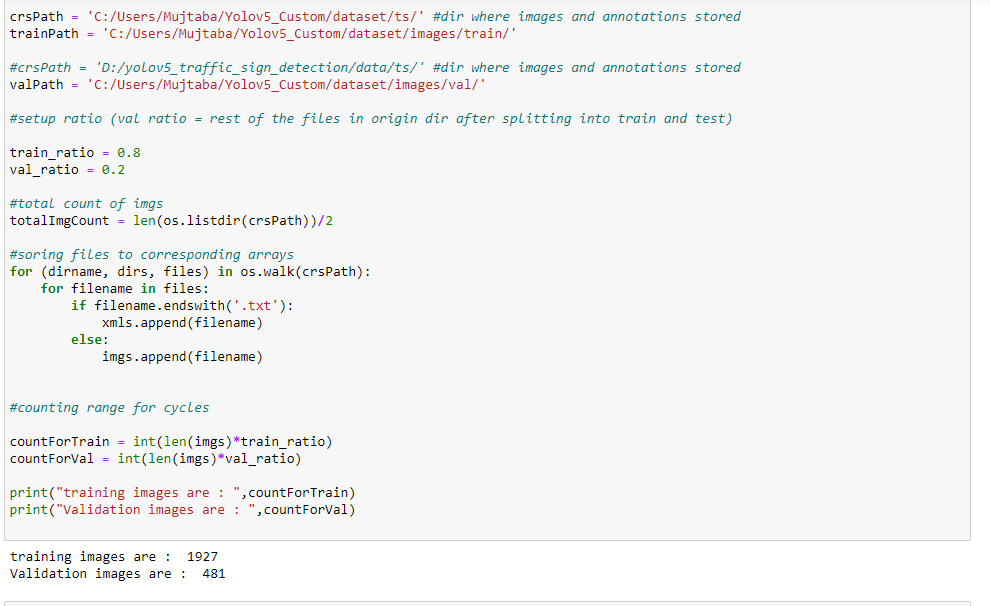 crsPath = 'C:/Users/Mujtaba/Yolov5_Custom/dataset/ts/' #dir where images and annotations stored
trainPath = 'C:/Users/Mujtaba/Yolov5_Custom/dataset/images/train/'
#crsPath = 'D:/yolov5_traffic_sign_detection/data/ts/' #dir where images and annotations stored
valPath = 'C:/Users/Mujtaba/Yolov5_Custom/dataset/images/val/'
#setup ratio (val ratio = rest of the files in origin dir after splitting into train and test)
train_ratio = 0.8
val_ratio = 0.2
#total count of imgs
totalImgCount = len(os.listdir(crsPath))/2
#soring files to corresponding arrays
for (dirname, dirs, files) in os.walk(crsPath):
    for filename in files:
        if filename.endswith('.txt'):
            xmls.append(filename)
        else:
            imgs.append(filename)
#counting range for cycles
countForTrain = int(len(imgs)*train_ratio)
countForVal = int(len(imgs)*val_ratio)
print("training images are : ",countForTrain)
print("Validation images are : ",countForVal)
training images are :  1927
Validation images are :  481